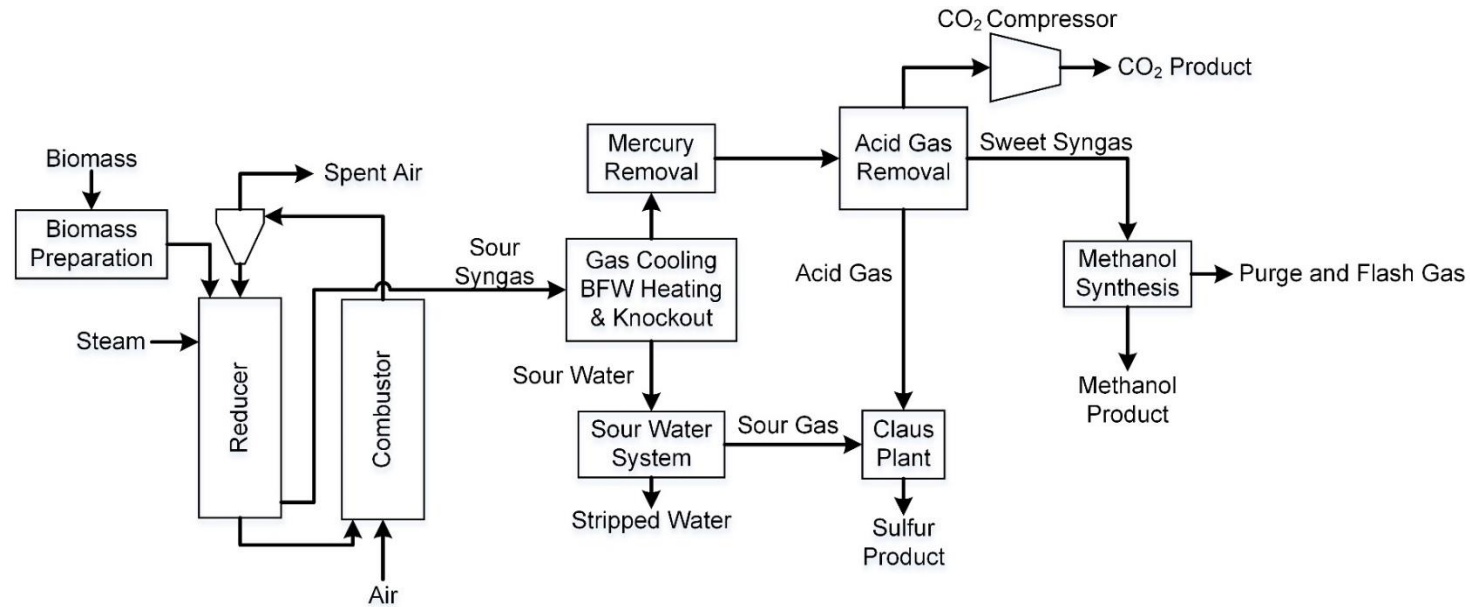 CO₂ Compressor
CO₂ Product
Biomass
Spent Air
Biomass
Preparation
Steam
Reducer
Combustor
Air
Sour
Syngas
Mercury
Removal
Gas Cooling
BFW Heating
& Knockout
Sour Water
Sour Water
System
Stripped Water
Sour Gas
Acid Gas
Removal
Acid Gas
Claus
Plant
Sulfur
Product
Sweet Syngas
Methanol
Synthesis
Purge and Flash Gas
Methanol
Product